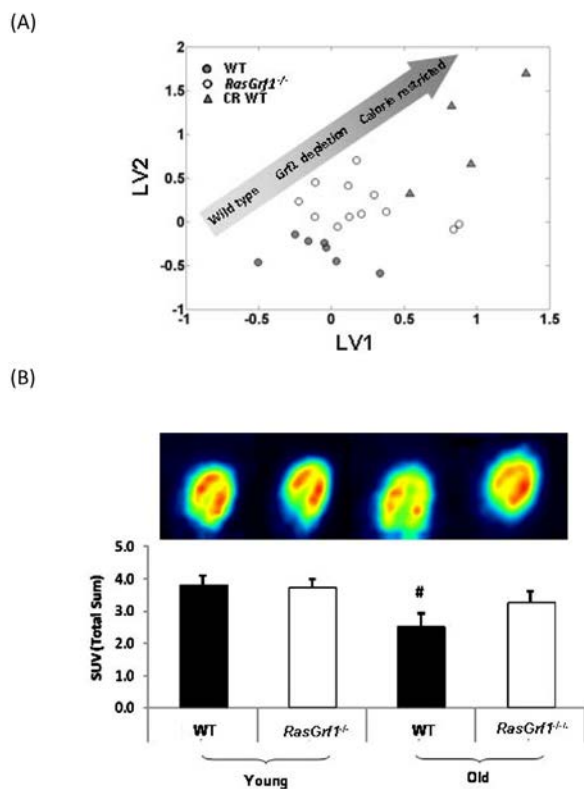 (A)
2
WT
RasGrf1-/-
CR WT
1.5
1
0.5
0
-0.5
-1
LV2
Wild type Grf1 depletion Calorie restricted
-1 -0.5 0 0.5 1 1.5
LV1
(B)
5.0
4.0
3.0
2.0
1.0
0.0
SUV (Total Sum)
#
WT RasGrf1-/- WT RasGrf1-/-
Young Old